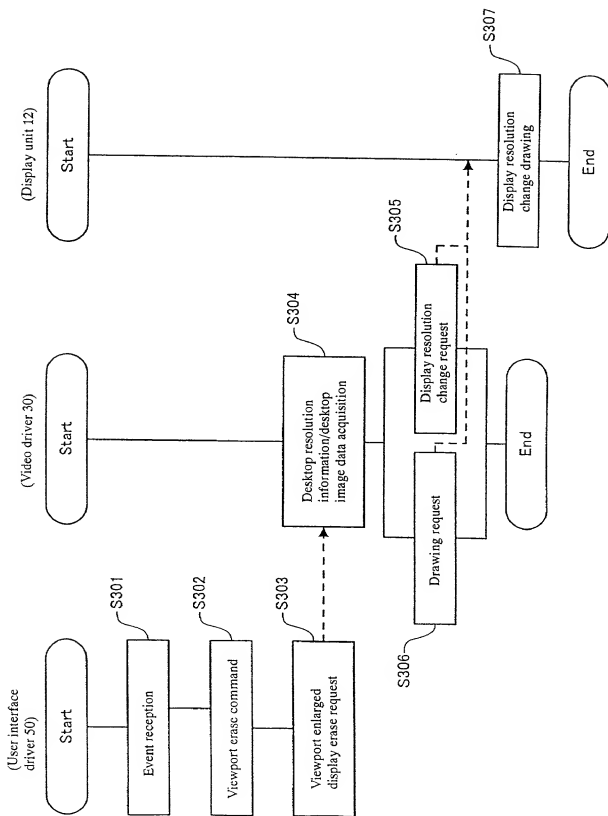 (User interface
driver 50)
Start
S301
Event reception
S302
Viewport erase command
S303
Viewport enlarged
display erase request
(Video driver 30)
Start
S304
Desktop resolution
information/desktop
image data acquisition
S305
Display resolution
change request
Drawing request
S306
End
(Display unit 12)
Start
S307
Display resolution
change drawing
End